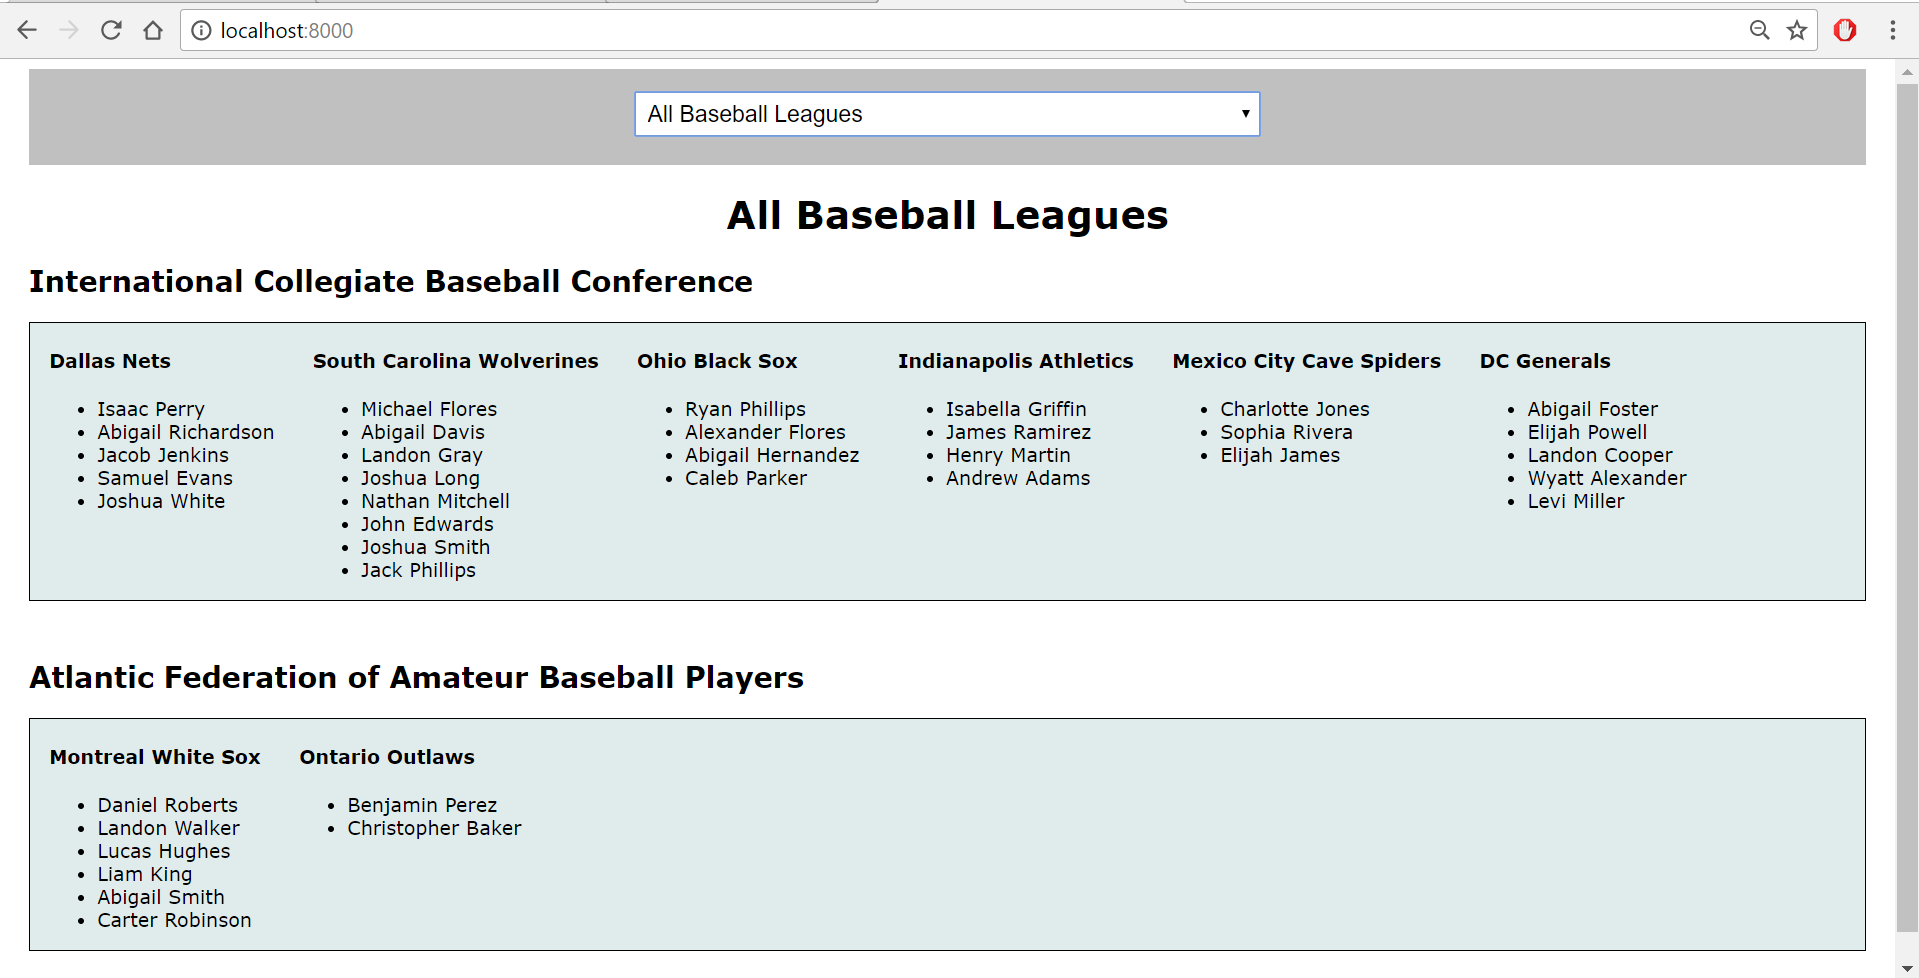 localhost:8000
All Baseball Leagues
All Baseball Leagues
International Collegiate Baseball Conference
Dallas Nets
Isaac Perry
Abigail Richardson
Jacob Jenkins
Samuel Evans
Joshua White
South Carolina Wolverines
Michael Flores
Abigail Davis
Landon Gray
Joshua Long
Nathan Mitchell
John Edwards
Joshua Smith
Jack Phillips
Ohio Black Sox
Ryan Phillips
Alexander Flores
Abigail Hernandez
Caleb Parker
Indianapolis Athletics
Isabella Griffin
James Ramirez
Henry Martin
Andrew Adams
Mexico City Cave Spiders
Charlotte Jones
Sophia Rivera
Elijah James
DC Generals
Abigail Foster
Elijah Powell
Landon Cooper
Wyatt Alexander
Levi Miller
Atlantic Federation of Amateur Baseball Players
Montreal White Sox
Daniel Roberts
Landon Walker
Lucas Hughes
Liam King
Abigail Smith
Carter Robinson
Ontario Outlaws
Benjamin Perez
Christopher Baker